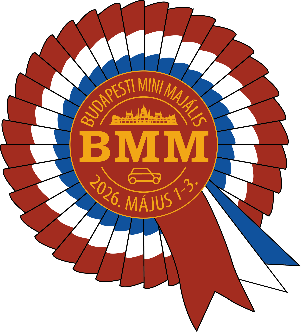 BUDAPESTI MINI MAJÁLIS
BMM
2026. MÁJUS 1-3.